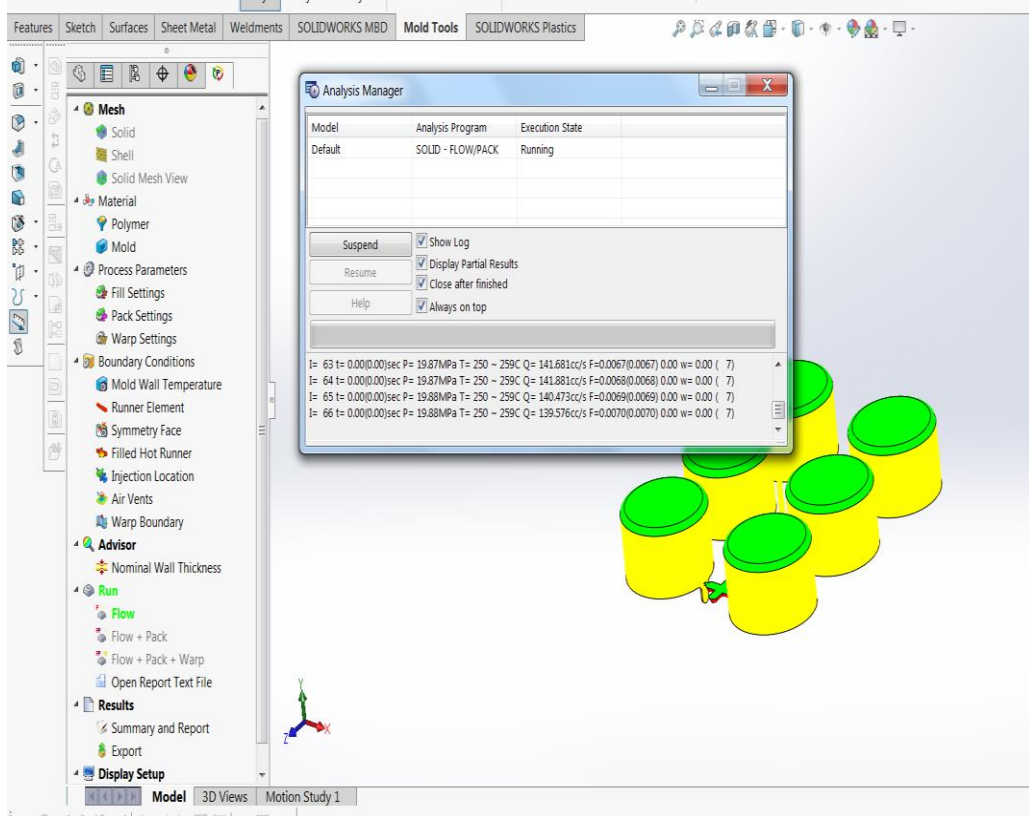 Features Sketch Surfaces Sheet Metal Weldments SOLIDWORKS MBD Mold Tools SOLIDWORKS Plastics
Mesh
Solid
Shell
Solid Mesh View
Material
Polymer
Mold
Process Parameters
Fill Settings
Pack Settings
Warp Settings
Boundary Conditions
Mold Wall Temperature
Runner Element
Symmetry Face
Filled Hot Runner
Injection Location
Air Vents
Warp Boundary
Advisor
Nominal Wall Thickness
Run
Flow
Flow + Pack
Flow + Pack + Warp
Open Report Text File
Results
Summary and Report
Export
Display Setup
Analysis Manager
Model Analysis Program Execution State
Default SOLID - FLOW/PACK Running
Suspend
Resume
Help
Show Log
Display Partial Results
Close after finished
Always on top
I= 63 t= 0.00(0.00)sec P= 19.87MPa T= 250 ~ 259C Q= 141.681cc/s F=0.0067(0.0067) 0.00 w= 0.00 ( 7)
I= 64 t= 0.00(0.00)sec P= 19.87MPa T= 250 ~ 259C Q= 141.881cc/s F=0.0068(0.0068) 0.00 w= 0.00 ( 7)
I= 65 t= 0.00(0.00)sec P= 19.88MPa T= 250 ~ 259C Q= 140.473cc/s F=0.0069(0.0069) 0.00 w= 0.00 ( 7)
I= 66 t= 0.00(0.00)sec P= 19.88MPa T= 250 ~ 259C Q= 139.576cc/s F=0.0070(0.0070) 0.00 w= 0.00 ( 7)
Y
X
Z
Model 3D Views Motion Study 1